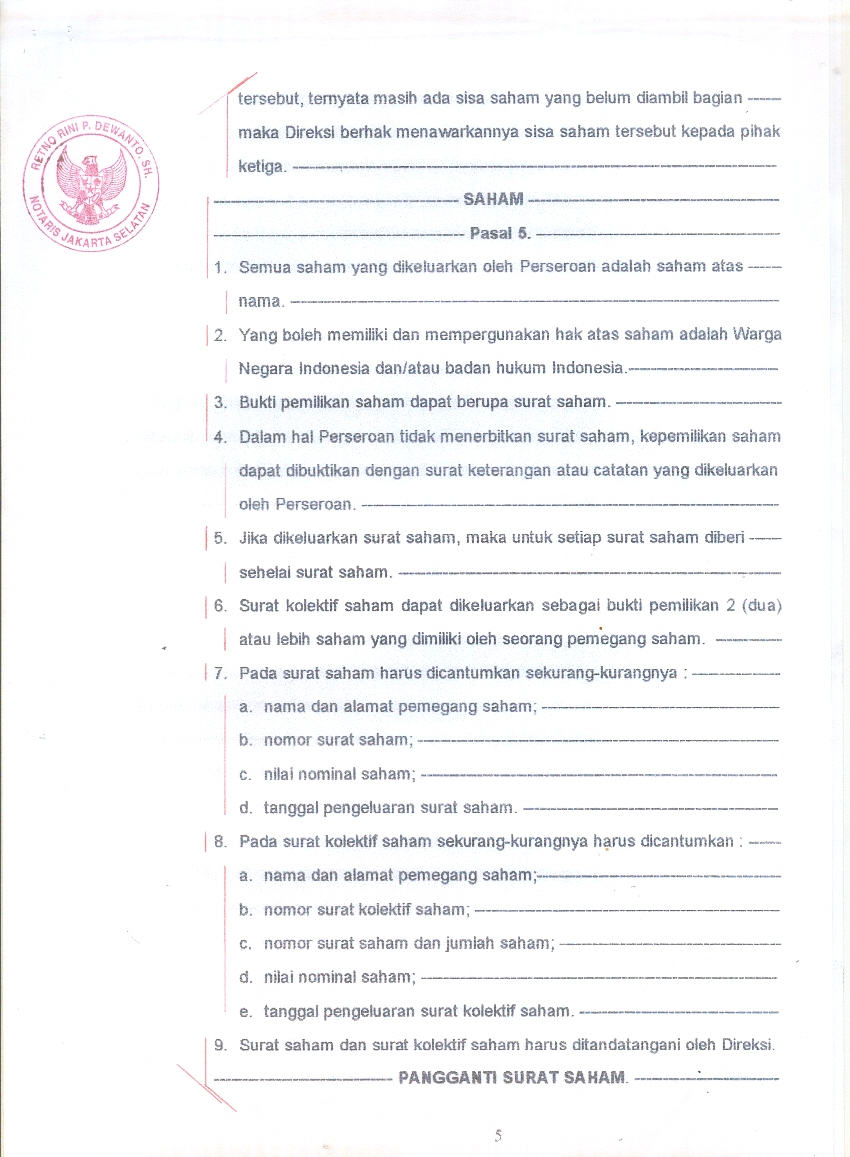 RETNO RINI P. DEWANTO, SH.
NOTARIS JAKARTA SELATAN
tersebut, ternyata masih ada sisa saham yang belum diambil bagian
maka Direksi berhak menawarkannya sisa saham tersebut kepada pihak
ketiga.
SAHAM
Pasal 5.
1. Semua saham yang dikeluarkan oleh Perseroan adalah saham atas
nama.
2. Yang boleh memiliki dan mempergunakan hak atas saham adalah Warga
Negara Indonesia dan/atau badan hukum Indonesia.
3. Bukti pemilikan saham dapat berupa surat saham.
4. Dalam hal Perseroan tidak menerbitkan surat saham, kepemilikan saham
dapat dibuktikan dengan surat keterangan atau catatan yang dikeluarkan
oleh Perseroan.
5. Jika dikeluarkan surat saham, maka untuk setiap surat saham diberi
sehelai surat saham.
6. Surat kolektif saham dapat dikeluarkan sebagai bukti pemilikan 2 (dua)
atau lebih saham yang dimiliki oleh seorang pemegang saham.
7. Pada surat saham harus dicantumkan sekurang-kurangnya :
a. nama dan alamat pemegang saham;
b. nomor surat saham;
c. nilai nominal saham;
d. tanggal pengeluaran surat saham.
8. Pada surat kolektif saham sekurang-kurangnya harus dicantumkan :
a. nama dan alamat pemegang saham;
b. nomor surat kolektif saham;
c. nomor surat saham dan jumlah saham;
d. nilai nominal saham;
e. tanggal pengeluaran surat kolektif saham.
9. Surat saham dan surat kolektif saham harus ditandatangani oleh Direksi.
PANGGANTI SURAT SAHAM.
5